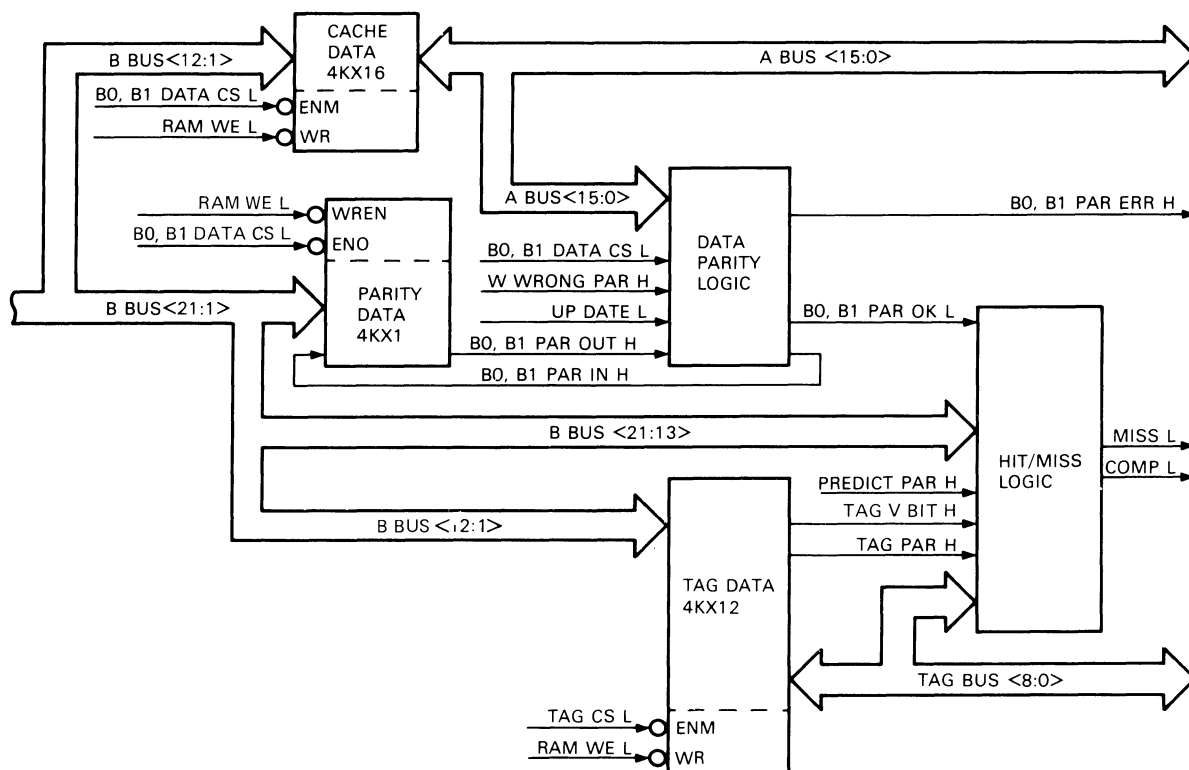 CACHE
DATA
4KX16
B BUS<12:1>
A BUS <15:0>
B0, B1 DATA CS L
ENM
RAM WE L
WR
A BUS<15:0>
RAM WE L
WREN
B0, B1 DATA CS L
ENO
B0, B1 PAR ERR H
DATA
PARITY
LOGIC
B0, B1 DATA CS L
W WRONG PAR H
UP DATE L
B BUS<21:1>
PARITY
DATA
4KX1
B0, B1 PAR OUT H
B0, B1 PAR IN H
B0, B1 PAR OK L
B BUS <21:13>
HIT/MISS
LOGIC
MISS L
COMP L
PREDICT PAR H
TAG V BIT H
TAG PAR H
B BUS <12:1>
TAG DATA
4KX12
TAG BUS <8:0>
TAG CS L
ENM
RAM WE L
WR